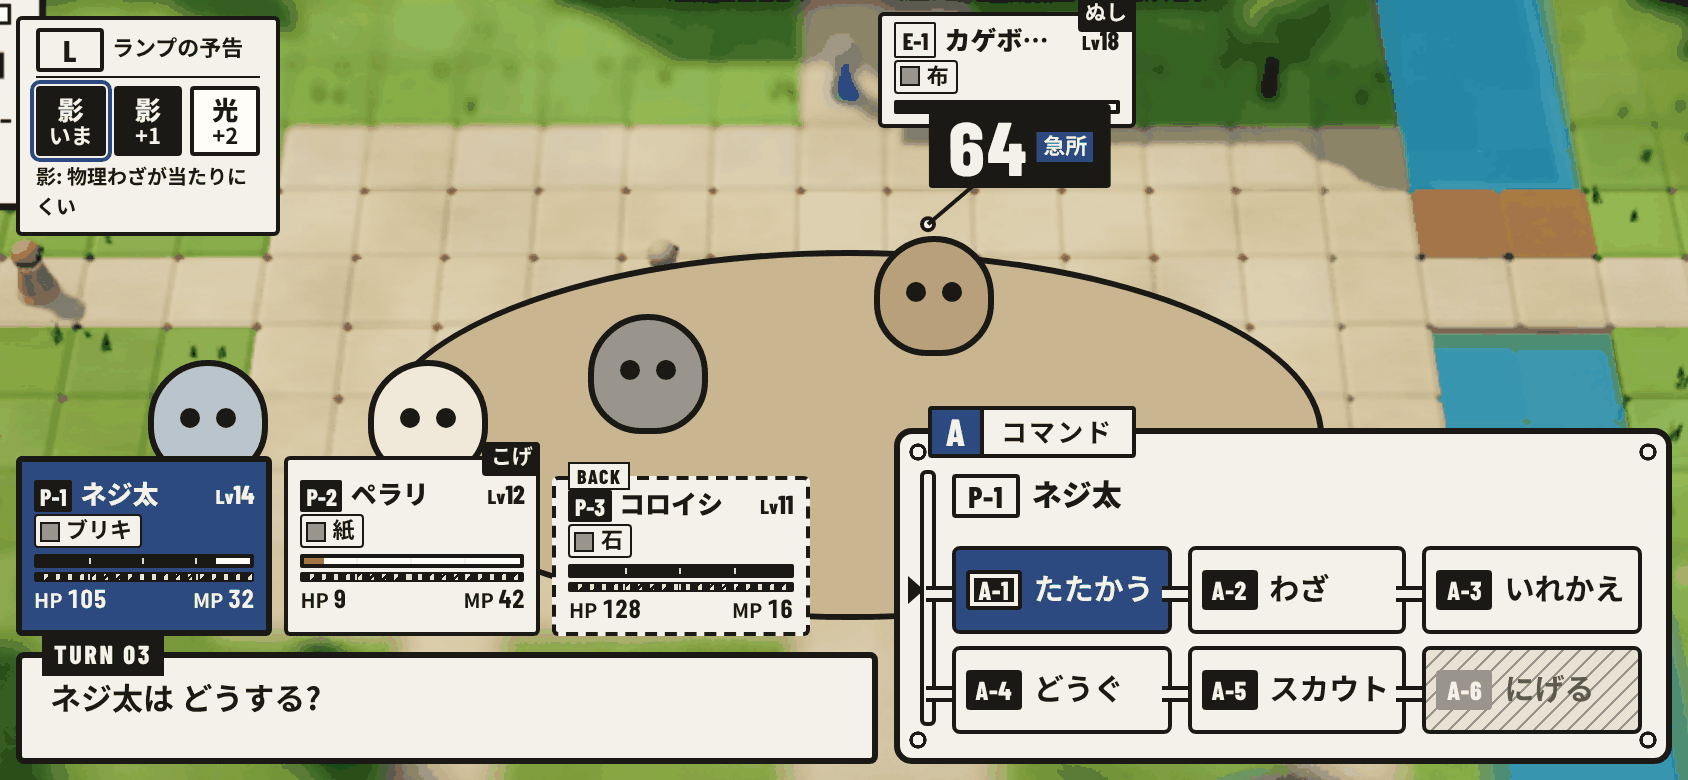 L ランプの予告
影 いま
影 +1
光 +2
影: 物理わざが当たりに
くい
ぬし
E-1 カゲボ… Lv18
布
64 急所
P-1 ネジ太 Lv14
ブリキ
HP 105 MP 32
こげ
P-2 ペラリ Lv12
紙
HP 9 MP 42
BACK
P-3 コロイシ Lv11
石
HP 128 MP 16
TURN 03
ネジ太は どうする?
A コマンド
P-1 ネジ太
A-1 たたかう
A-2 わざ
A-3 いれかえ
A-4 どうぐ
A-5 スカウト
A-6 にげる